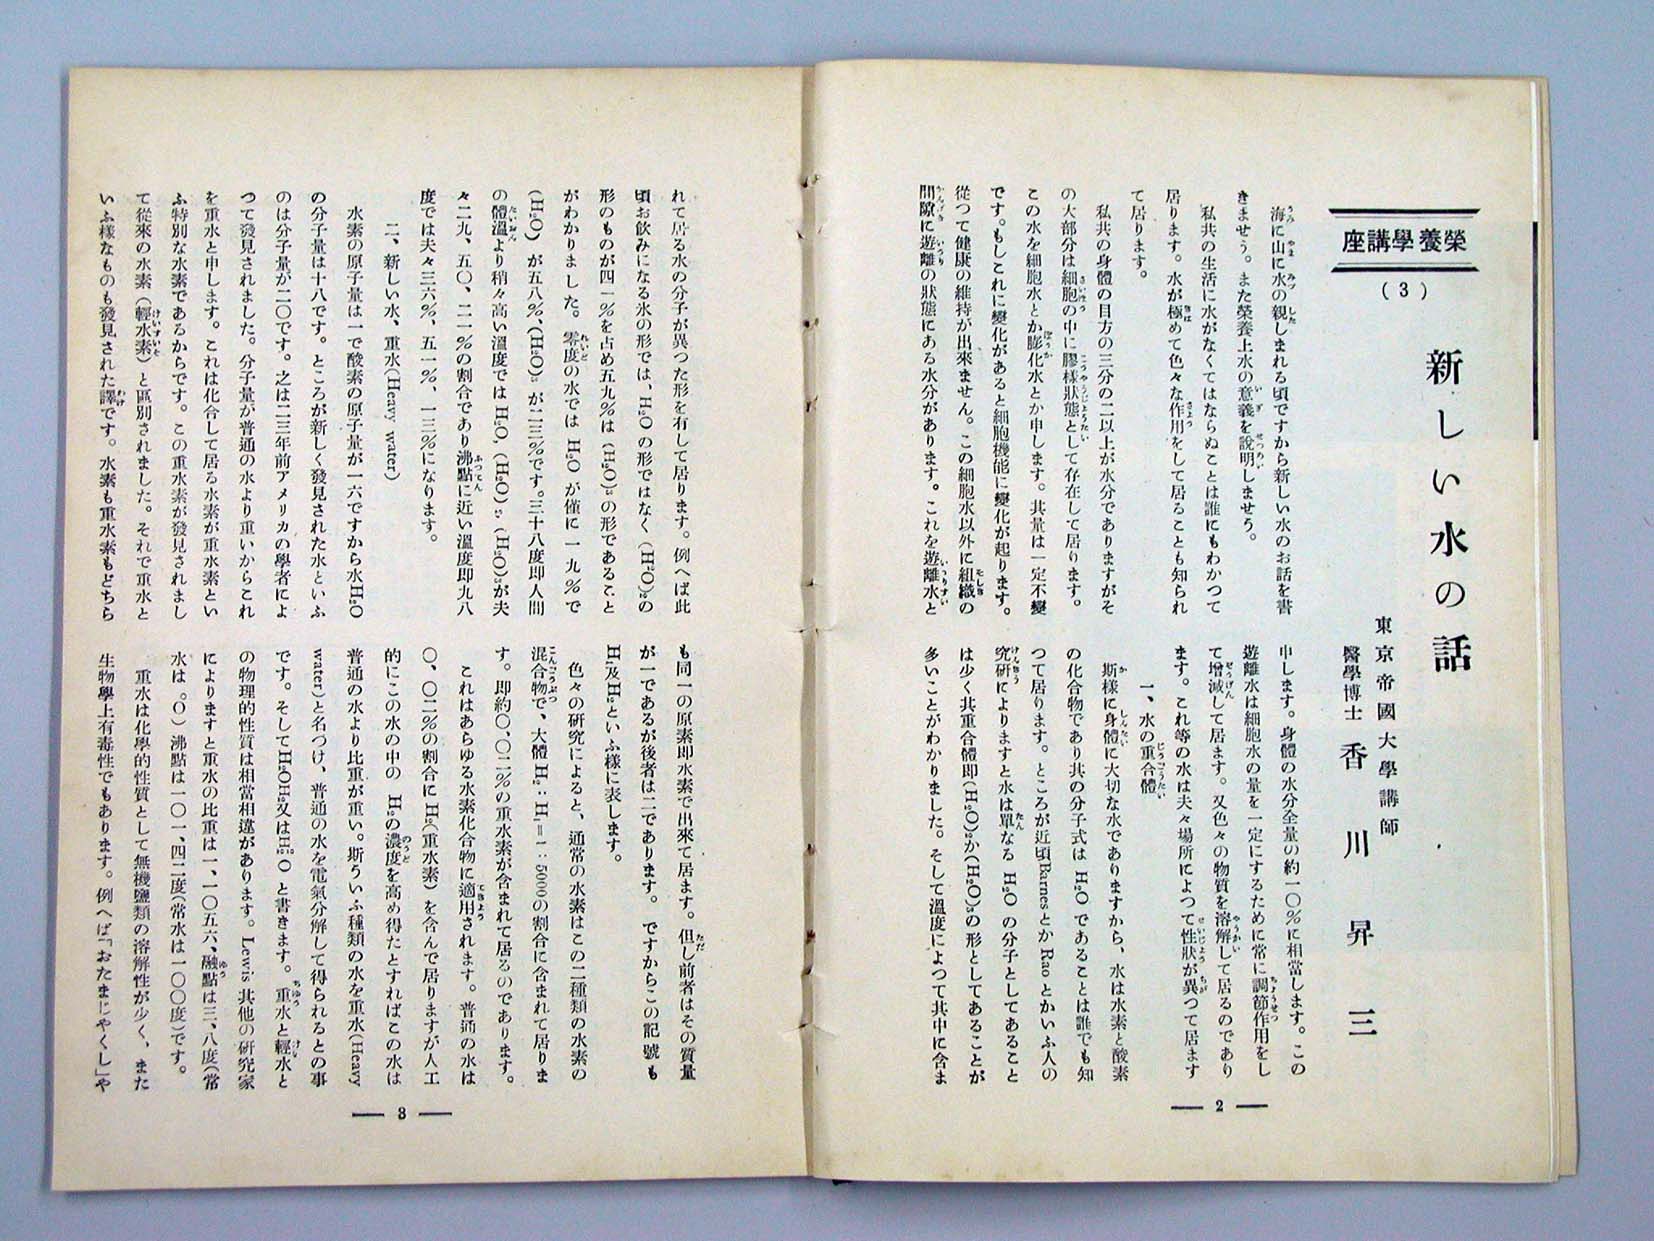 榮養學講座
(3)
新しい水の話
東京帝國大學講師
醫學博士 香川昇三
海に山に水の親しまれる頃ですから新しい水のお話を書
きませう。また榮養上水の意義を說明しませう。
私共の生活に水がなくてはならぬことは誰にもわかつて
居ります。水が極めて色々な作用をして居ることも知られ
て居ります。
私共の身體の目方の三分の二以上が水分でありますがそ
の大部分は細胞の中に膠樣狀態として存在して居ります。
この水を細胞水とか膨化水とか申します。其量は一定不變
です。もしこれに變化があると細胞機能に變化が起ります。
從つて健康の維持が出來ません。この細胞水以外に組織の
間隙に遊離の狀態にある水分があります。これを遊離水と
申します。身體の水分全量の約一〇%に相當します。この
遊離水は細胞水の量を一定にするために常に調節作用をし
て增減して居ます。又色々の物質を溶解して居るのであり
ます。これ等の水は夫々場所によつて性狀が異つて居ます
一、水の重合體
斯樣に身體に大切な水でありますから、水は水素と酸素
の化合物であり其の分子式は H₂O であることは誰でも知
つて居ります。ところが近頃BarnesとかRaoとかいふ人の
究研によりますと水は單なる H₂O の分子としてあること
は少く其重合體即(H₂O)₂か(H₂O)₃の形としてあることが
多いことがわかりました。そして溫度によつて其中に含ま
2
れて居る水の分子が異つた形を有して居ります。例へば此
頃お飮みになる氷の形では、H₂O の形ではなく (H₂O)₂の
形のものが四一%を占め五九%は (H₂O)₃の形であること
がわかりました。零度の水では H₂O が僅に一九%で
(H₂O)₂ が五八%、(H₂O)₃ が二三%です。三十八度即人間
の體溫より稍々高い溫度では H₂O, (H₂O)₂, (H₂O)₃が夫
々二九、五〇、二一%の割合であり沸點に近い溫度即九八
度では夫々三六%、五一%、一三%になります。
二、新しい水、重水(Heavy water)
水素の原子量は一で酸素の原子量が一六ですから水H₂O
の分子量は十八です。ところが新しく發見された水といふ
のは分子量が二〇です。之は二三年前アメリカの學者によ
つて發見されました。分子量が普通の水より重いからこれ
を重水と申します。これは化合して居る水素が重水素とい
ふ特別な水素であるからです。この重水素が發見されまし
て從來の水素(輕水素)と區別されました。それで重水と
いふ樣なものも發見された譯です。水素も重水素もどちら
も同一の原素即水素で出來て居ます。但し前者はその質量
が一であるが後者は二であります。ですからこの記號も
H₁及H₂といふ樣に表します。
色々の研究によると、通常の水素はこの二種類の水素の
混合物で、大體 H₂:H₁=1:5000の割合に含まれて居りま
す。即約〇、〇二%の重水素が含まれて居るのであります。
これはあらゆる水素化合物に適用されます。普通の水は
〇、〇二%の割合にH₂(重水素)を含んで居りますが人工
的にこの水の中の H₂の濃度を高め得たとすればこの水は
普通の水より比重が重い。斯ういふ種類の水を重水(Heavy
water)と名つけ、普通の水を電氣分解して得られるとの事
です。そしてH₂OH₂又はH₂²O と書きます。重水と輕水と
の物理的性質は相當相違があります。Lewis 其他の研究家
によりますと重水の比重は一、一〇五六、融點は三、八度(常
水は〇。)沸點は一〇一、四二度(常水は一〇〇度)です。
重水は化學的性質として無機鹽類の溶解性が少く、また
生物學上有毒性でもあります。例へば「おたまじやくし」や
3